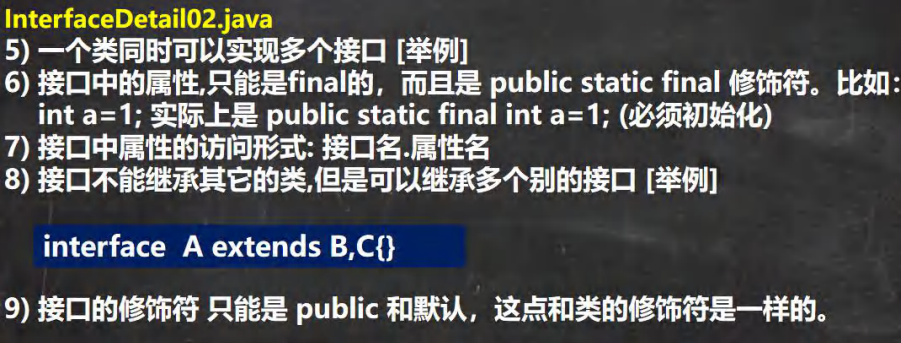 InterfaceDetail02.java
5) 一个类同时可以实现多个接口 [举例]
6) 接口中的属性,只能是final的，而且是 public static final 修饰符。比如：
int a=1; 实际上是 public static final int a=1; (必须初始化)
7) 接口中属性的访问形式: 接口名.属性名
8) 接口不能继承其它的类,但是可以继承多个别的接口 [举例]
interface A extends B,C{}
9) 接口的修饰符 只能是 public 和默认，这点和类的修饰符是一样的。